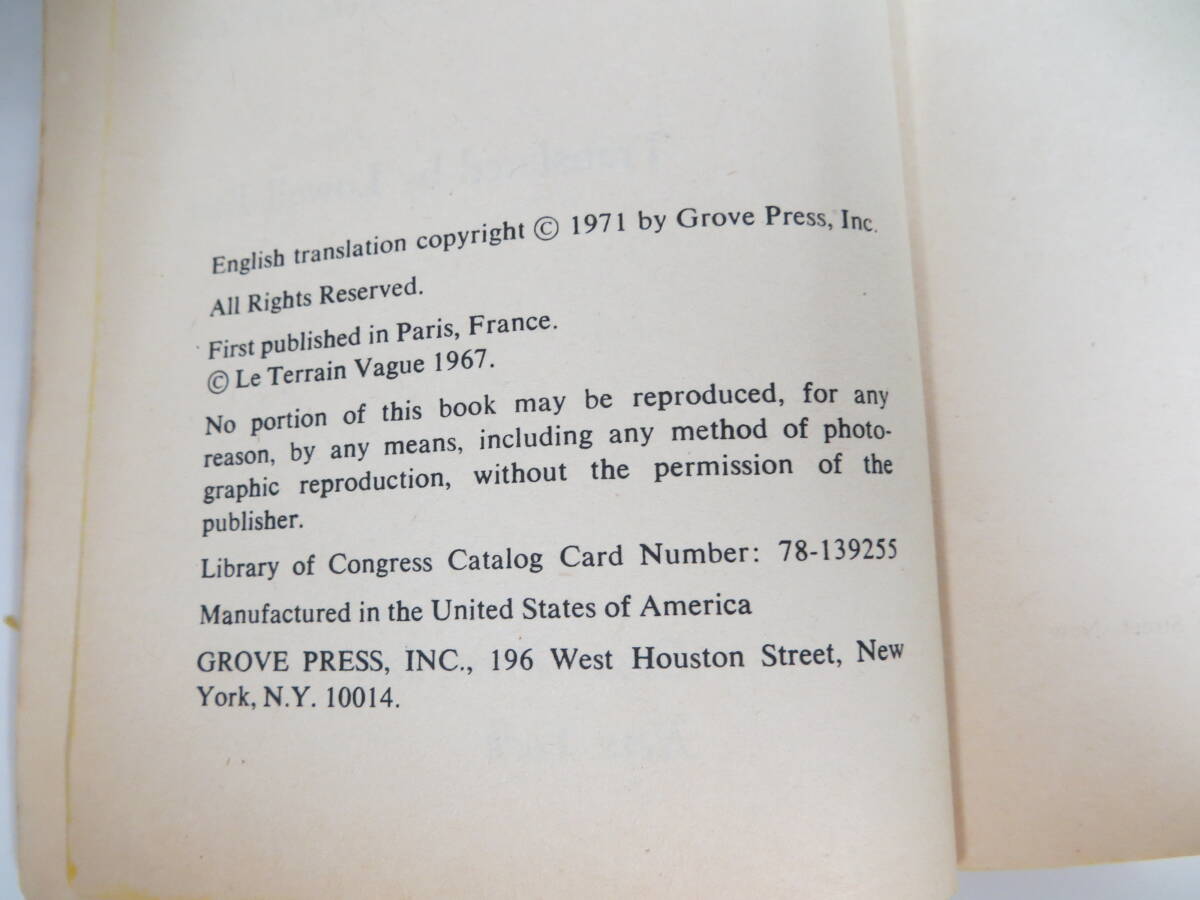 English translation copyright © 1971 by Grove Press, Inc.
All Rights Reserved.
First published in Paris, France.
© Le Terrain Vague 1967.
No portion of this book may be reproduced, for any
reason, by any means, including any method of photo-
graphic reproduction, without the permission of the
publisher.
Library of Congress Catalog Card Number: 78-139255
Manufactured in the United States of America
GROVE PRESS, INC., 196 West Houston Street, New
York, N.Y. 10014.